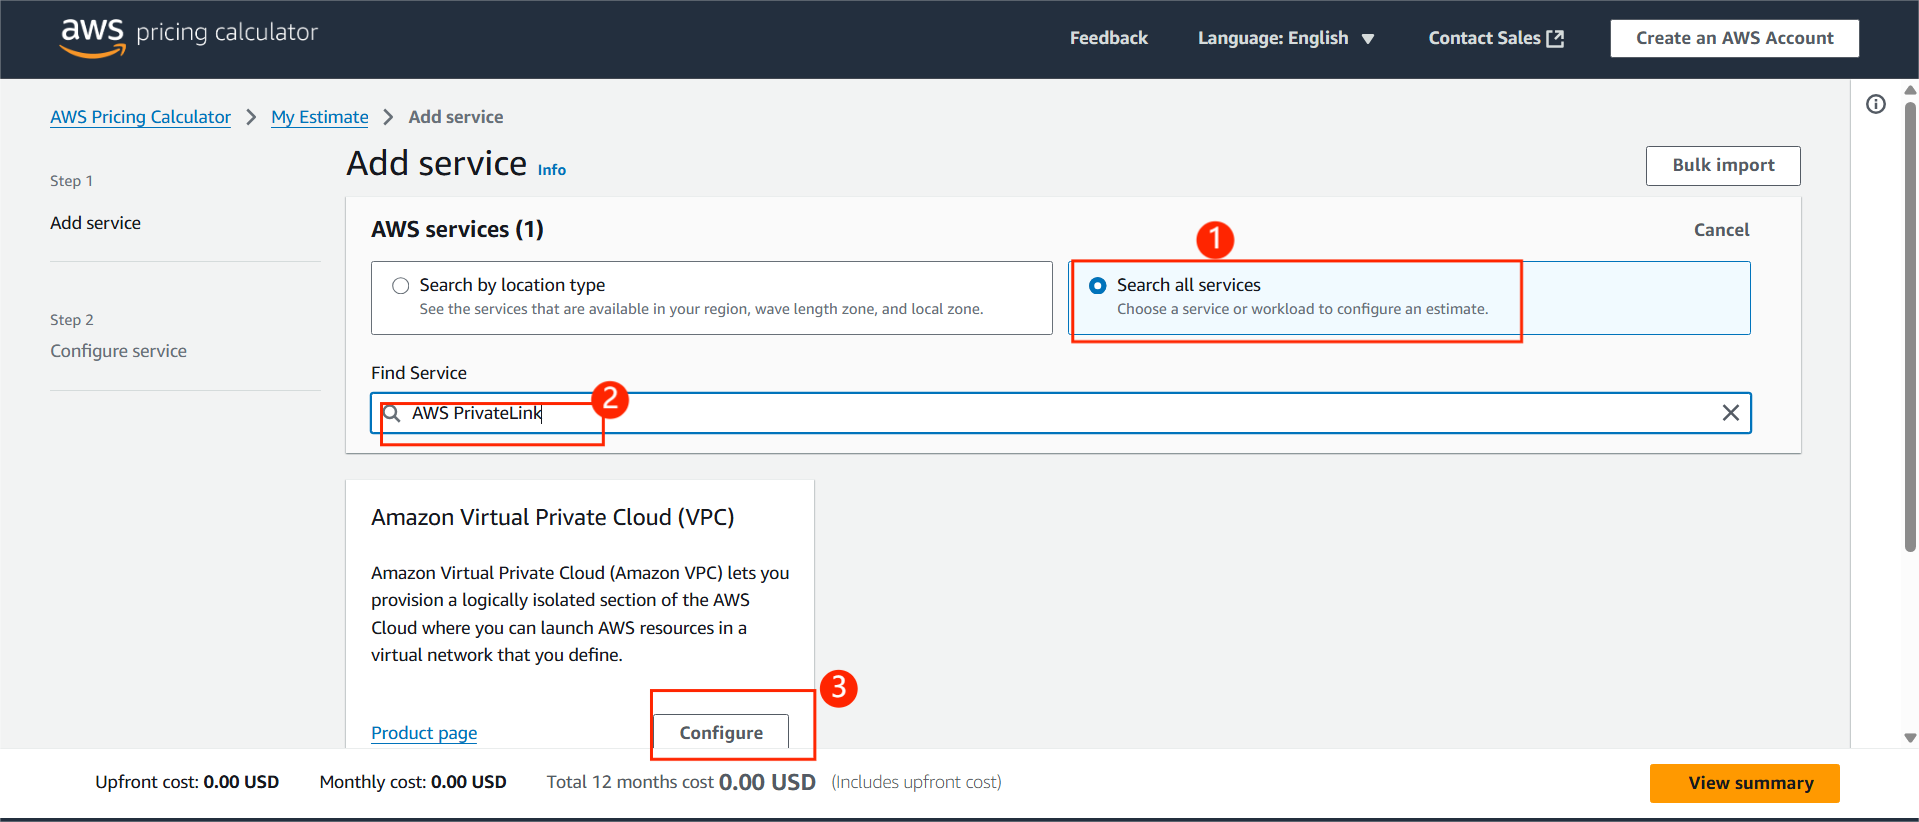 aws pricing calculator
Feedback
Language: English
Contact Sales
Create an AWS Account
AWS Pricing Calculator
My Estimate
Add service
Step 1
Add service
Step 2
Configure service
Add service Info
Bulk import
AWS services (1)
Cancel
1
Search by location type
See the services that are available in your region, wave length zone, and local zone.
Search all services
Choose a service or workload to configure an estimate.
Find Service
AWS PrivateLink
2
Amazon Virtual Private Cloud (VPC)
Amazon Virtual Private Cloud (Amazon VPC) lets you
provision a logically isolated section of the AWS
Cloud where you can launch AWS resources in a
virtual network that you define.
3
Product page
Configure
Upfront cost: 0.00 USD
Monthly cost: 0.00 USD
Total 12 months cost 0.00 USD (Includes upfront cost)
View summary